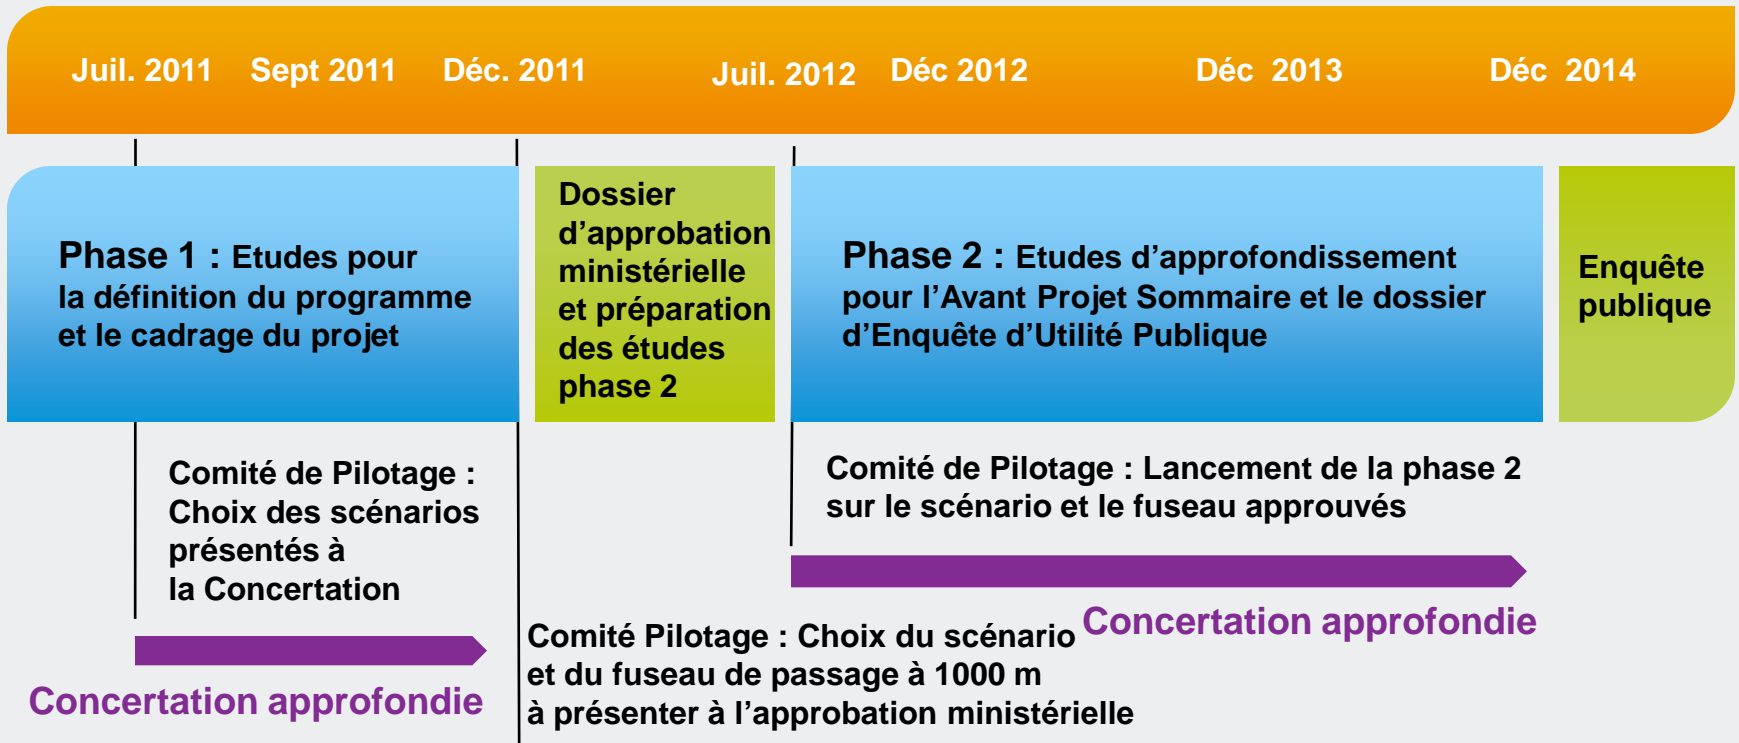 Juil. 2011 Sept 2011 Déc. 2011 Juil. 2012 Déc 2012 Déc 2013 Déc 2014
Phase 1 : Etudes pour
la définition du programme
et le cadrage du projet
Dossier
d’approbation
ministérielle
et préparation
des études
phase 2
Phase 2 : Etudes d’approfondissement
pour l’Avant Projet Sommaire et le dossier
d’Enquête d’Utilité Publique
Enquête
publique
Comité de Pilotage :
Choix des scénarios
présentés à
la Concertation
Concertation approfondie
Comité Pilotage : Choix du scénario
et du fuseau de passage à 1000 m
à présenter à l’approbation ministérielle
Comité de Pilotage : Lancement de la phase 2
sur le scénario et le fuseau approuvés
Concertation approfondie